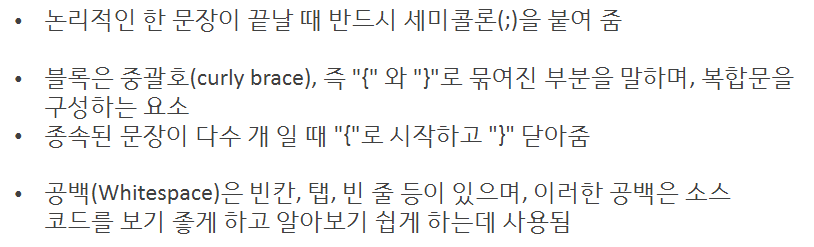 • 논리적인 한 문장이 끝날 때 반드시 세미콜론(;)을 붙여 줌
• 블록은 중괄호(curly brace), 즉 "{" 와 "}"로 묶여진 부분을 말하며, 복합문을
구성하는 요소
• 종속된 문장이 다수 개 일 때 "{"로 시작하고 "}" 닫아줌
• 공백(Whitespace)은 빈칸, 탭, 빈 줄 등이 있으며, 이러한 공백은 소스
코드를 보기 좋게 하고 알아보기 쉽게 하는데 사용됨